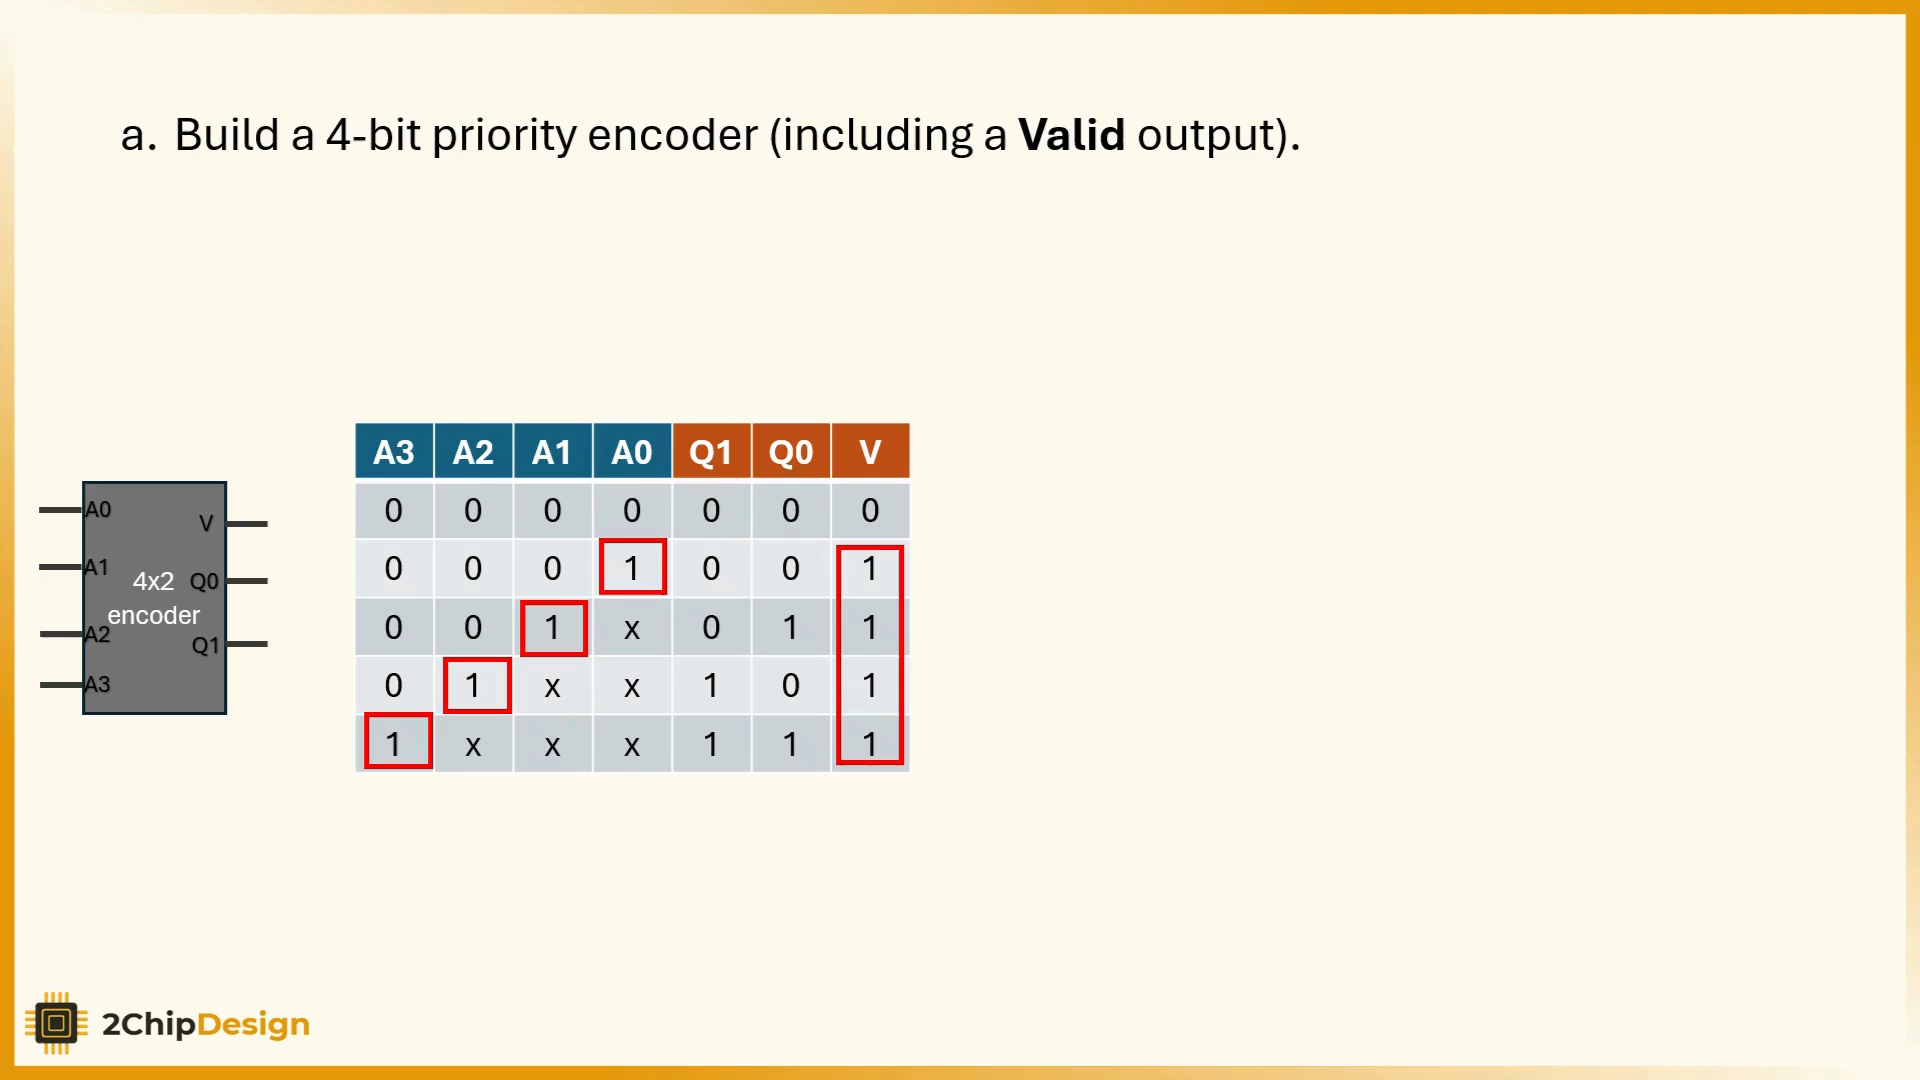 a. Build a 4-bit priority encoder (including a Valid output).
A3 A2 A1 A0 Q1 Q0 V
0 0 0 0 0 0 0
0 0 0 1 0 0 1
0 0 1 x 0 1 1
0 1 x x 1 0 1
1 x x x 1 1 1
A0
V
A1
4x2
Q0
encoder
A2
Q1
A3
2ChipDesign